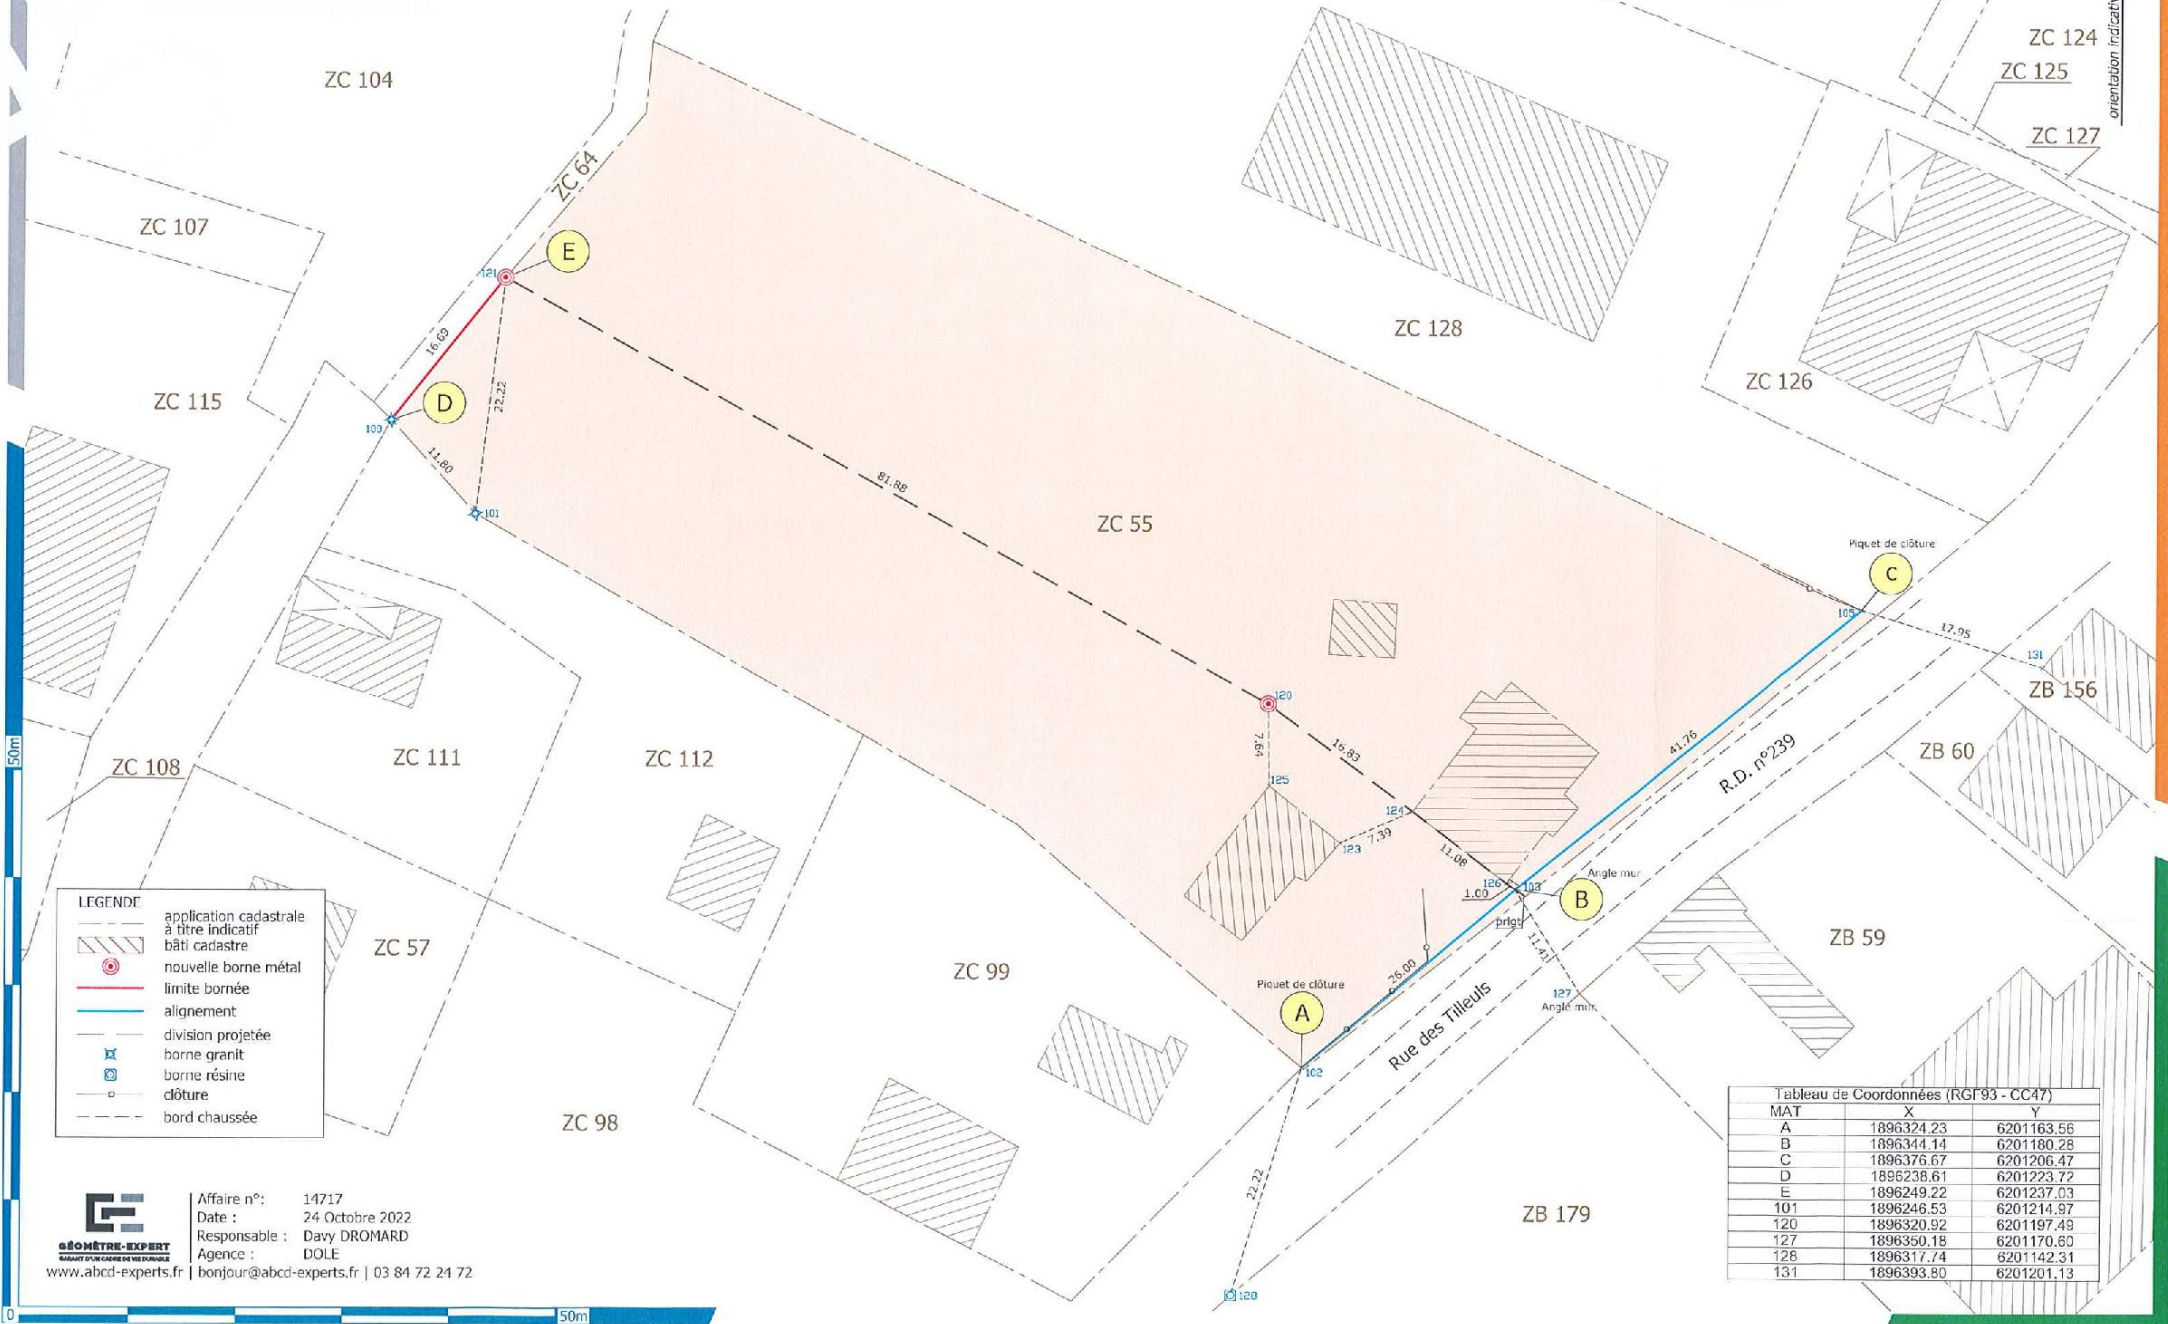 ZC 104
ZC 124
ZC 125
orientation indicative
ZC 127
ZC 64
ZC 107
E
121
ZC 128
16.69
ZC 126
22.22
ZC 115
D
100
11.80
81.88
101
ZC 55
Piquet de clôture
C
105
17.95
131
ZB 156
120
50m
ZC 108
ZC 111
ZC 112
7.64
16.83
41.76
R.D. n°239
ZB 60
125
124
7.39
123
11.08
126
103
1.00
Angle mur
B
prlgt
11.41
ZC 57
ZC 99
ZB 59
26.00
Piquet de clôture
A
127
Angle mur
Rue des Tilleuls
102
LEGENDE
application cadastrale
à titre indicatif
bâti cadastre
nouvelle borne métal
limite bornée
alignement
division projetée
borne granit
borne résine
clôture
bord chaussée
ZC 98
22.22
ZB 179
128
Tableau de Coordonnées (RGF93 - CC47)
MAT X Y
A 1896324.23 6201163.56
B 1896344.14 6201180.28
C 1896376.67 6201206.47
D 1896238.61 6201223.72
E 1896249.22 6201237.03
101 1896246.53 6201214.97
120 1896320.92 6201197.49
127 1896350.18 6201170.60
128 1896317.74 6201142.31
131 1896393.80 6201201.13
GÉOMÈTRE-EXPERT
GARANT D'UN CADRE DE VIE DURABLE
Affaire n°: 14717
Date : 24 Octobre 2022
Responsable : Davy DROMARD
Agence : DOLE
www.abcd-experts.fr | bonjour@abcd-experts.fr | 03 84 72 24 72
0
50m